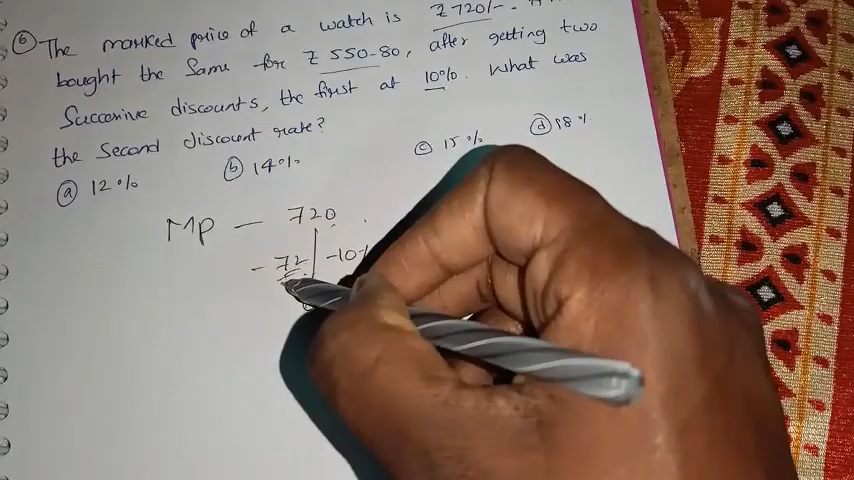 ⑥ The marked price of a watch is ₹720/-.
bought the Same for ₹ 550-80, after getting two
Successive discounts, the first at 10%. What was
the Second discount rate?
ⓐ 12% ⓑ 14% ⓒ 15% ⓓ 18%.
MP — 720
- 72 -10%